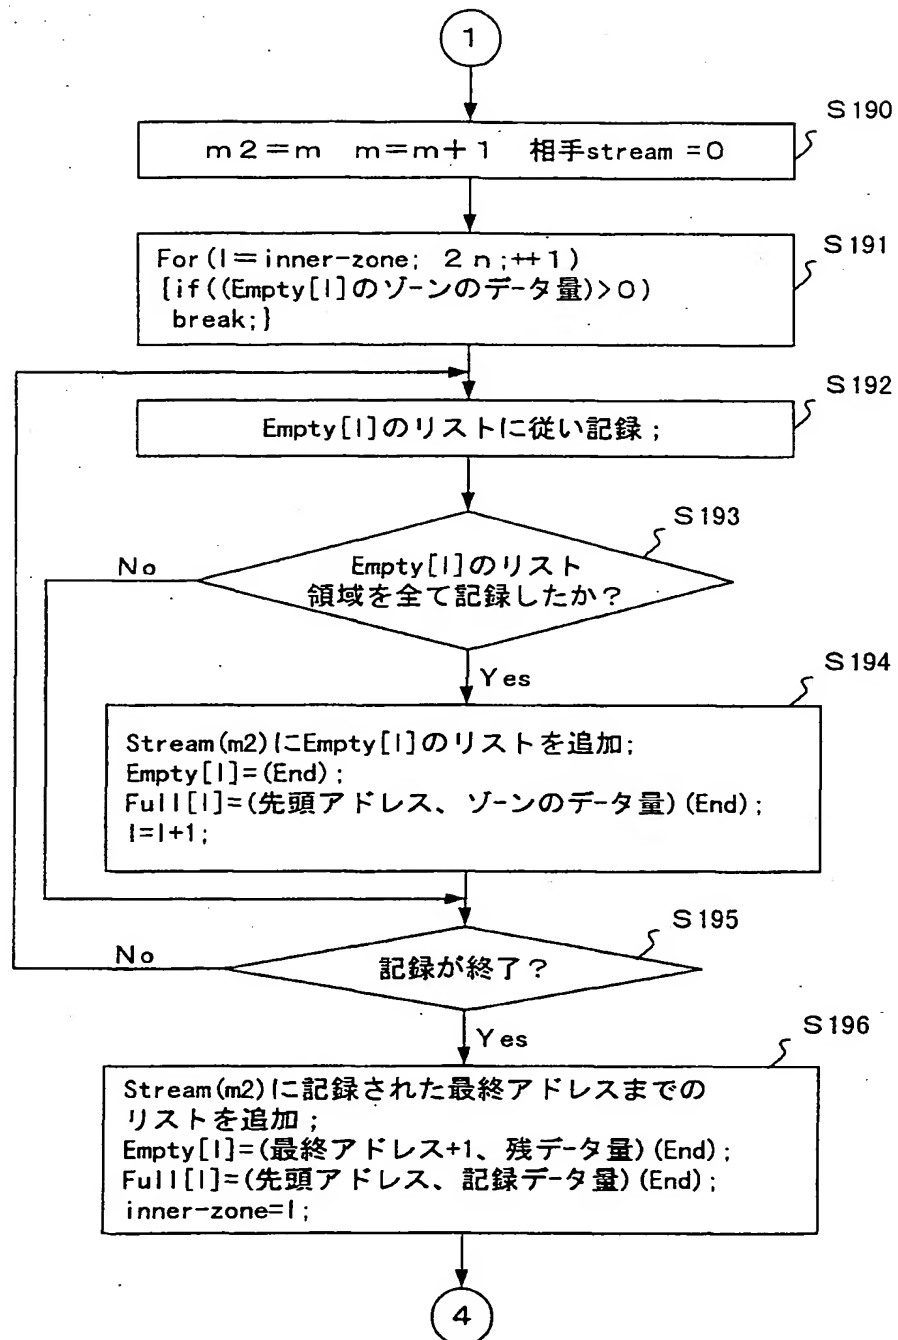 1
S190
m2=m m=m+1 相手stream =0
S191
For(l=inner-zone; 2n;++1)
{if((Empty[l]のゾーンのデータ量)>0)
break;}
S192
Empty[l]のリストに従い記録;
S193
No
Empty[l]のリスト
領域を全て記録したか?
Yes
S194
Stream(m2)にEmpty[l]のリストを追加;
Empty[l]=(End);
Full[l]=(先頭アドレス、ゾーンのデータ量)(End);
l=l+1;
S195
No
記録が終了?
Yes
S196
Stream(m2)に記録された最終アドレスまでの
リストを追加;
Empty[l]=(最終アドレス+1、残データ量)(End);
Full[l]=(先頭アドレス、記録データ量)(End);
inner-zone=l;
4